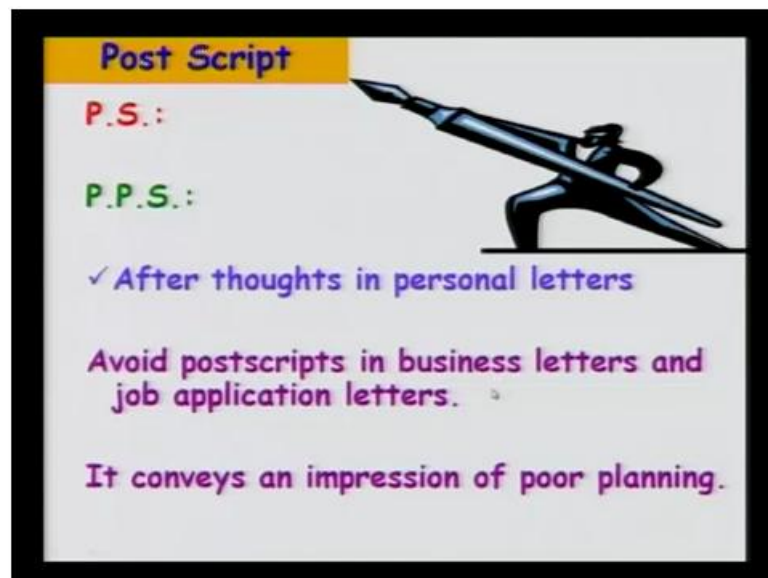 Post Script
P.S.:
P.P.S.:
✓ After thoughts in personal letters
Avoid postscripts in business letters and
job application letters.
It conveys an impression of poor planning.